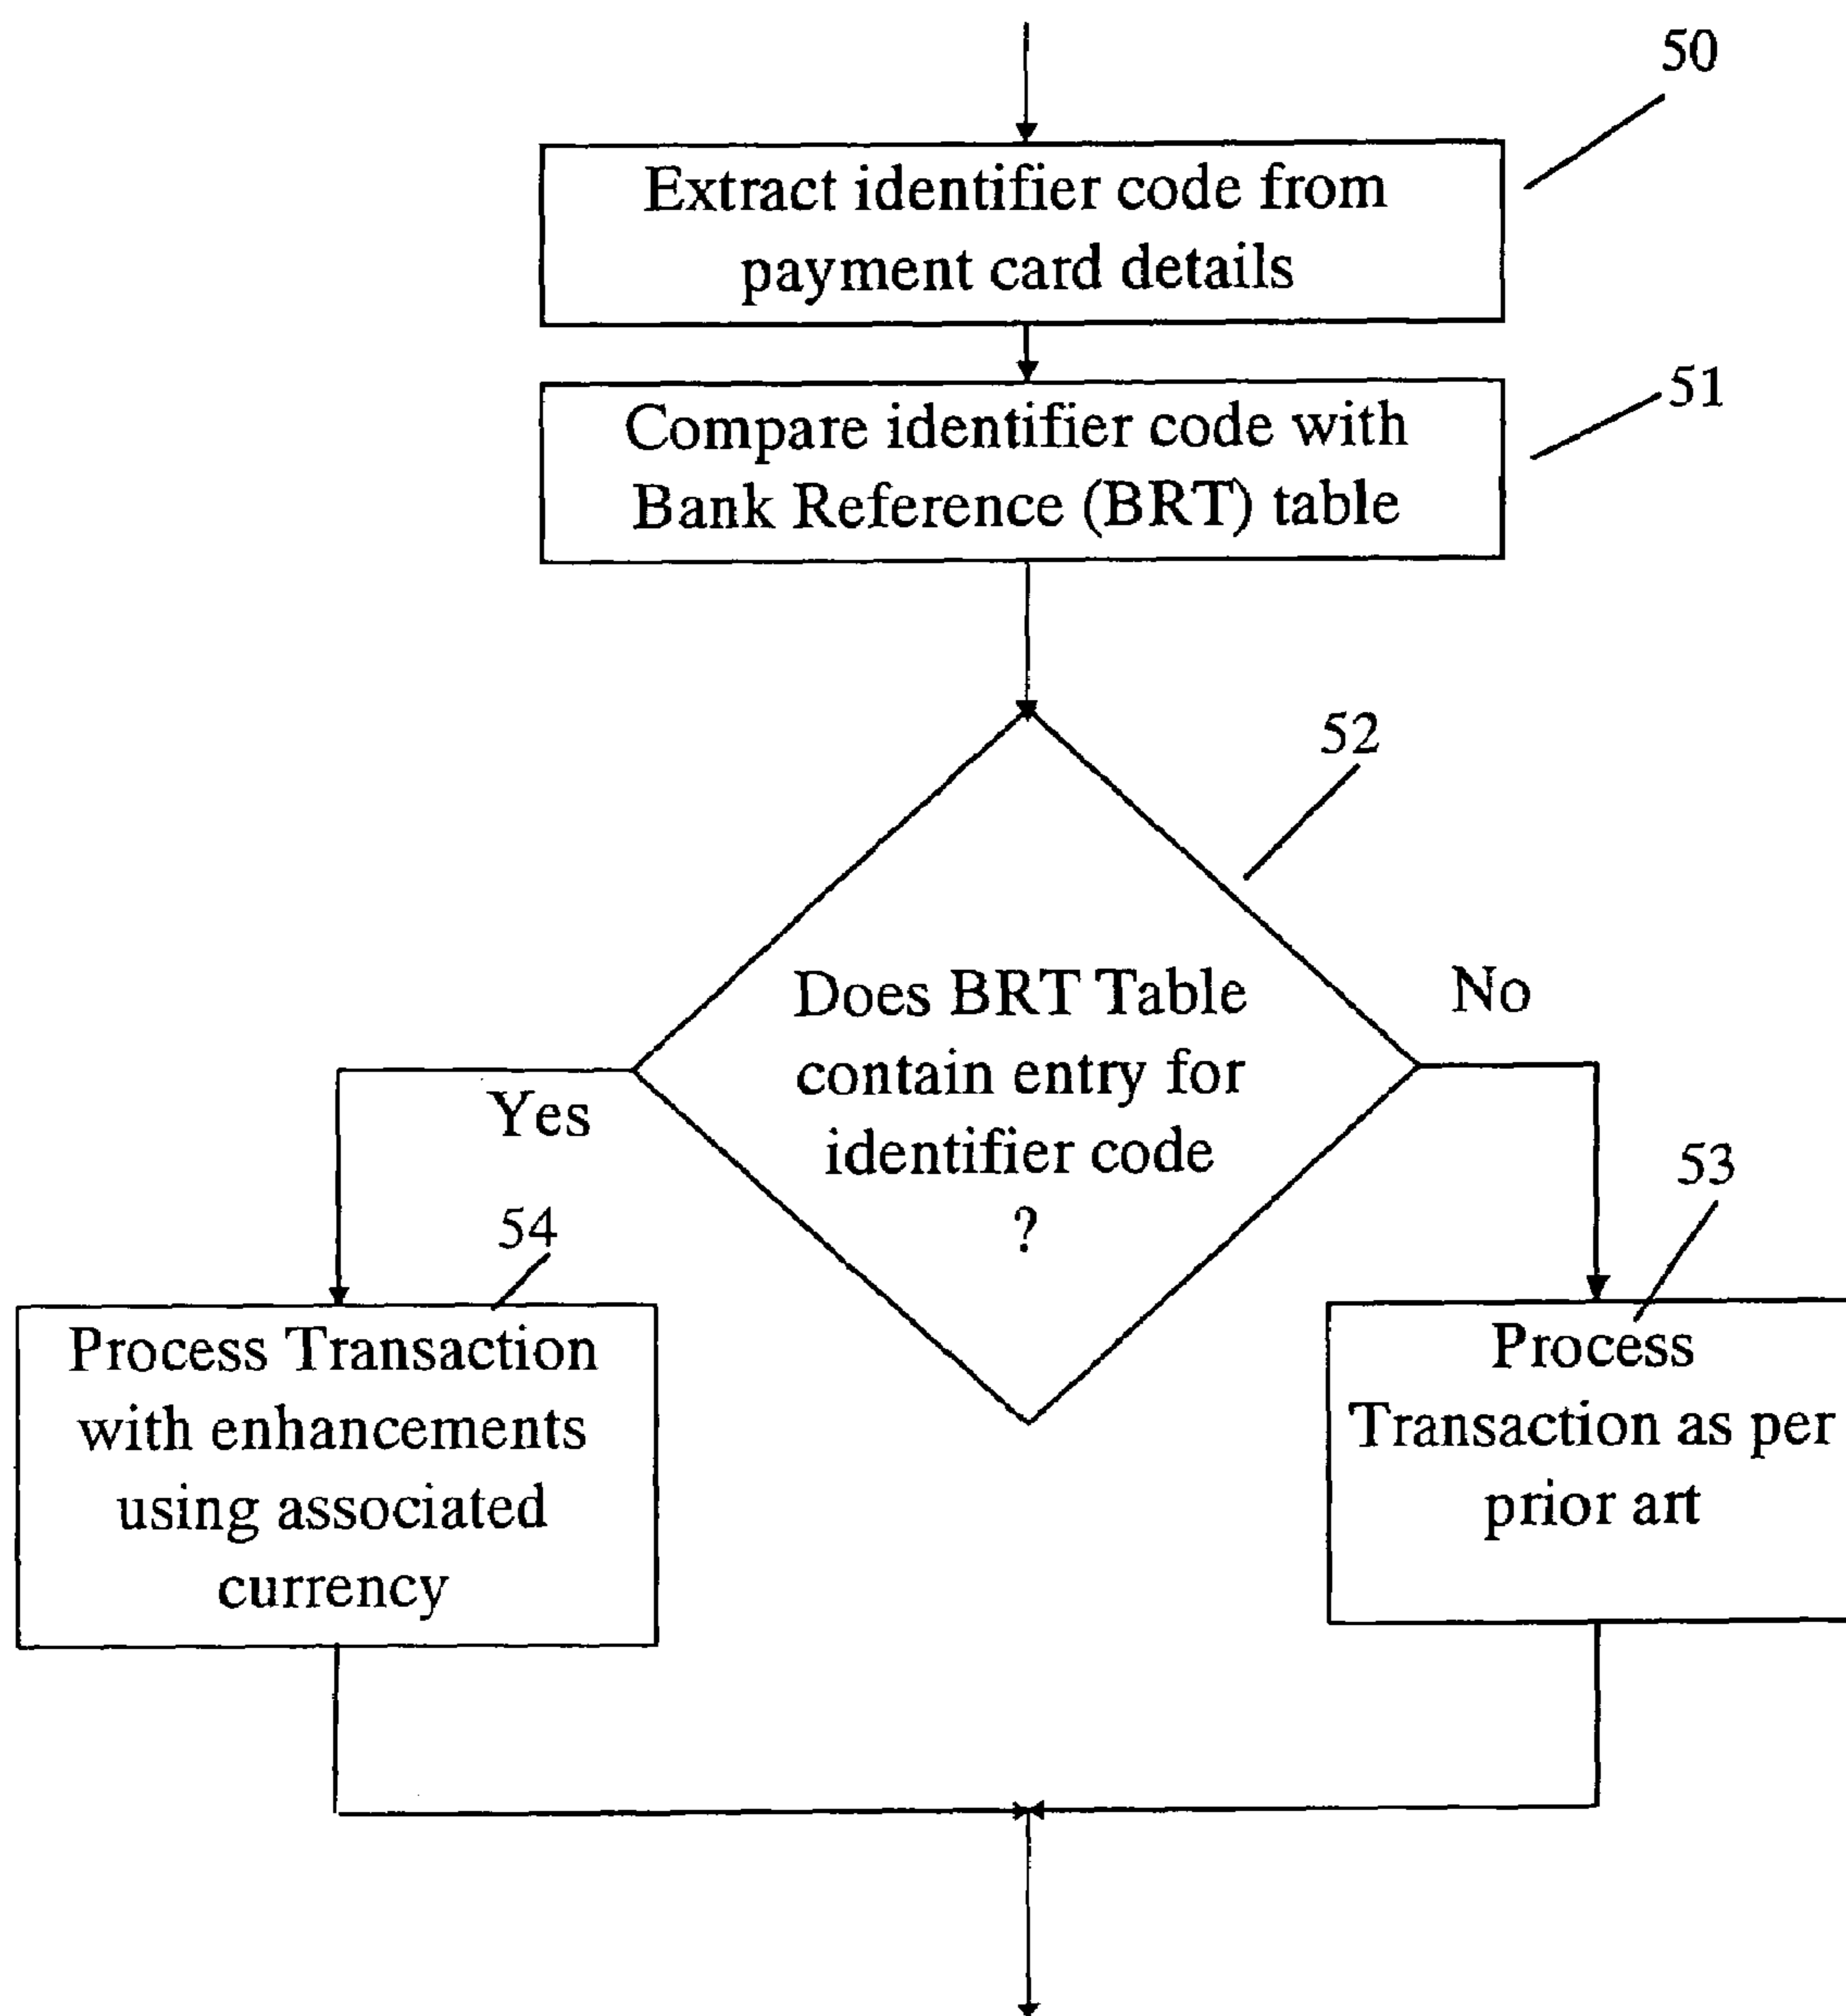 50
Extract identifier code from
payment card details
51
Compare identifier code with
Bank Reference (BRT) table
52
Does BRT Table
contain entry for
identifier code
?
No
Yes
53
54
Process Transaction
with enhancements
using associated
currency
Process
Transaction as per
prior art